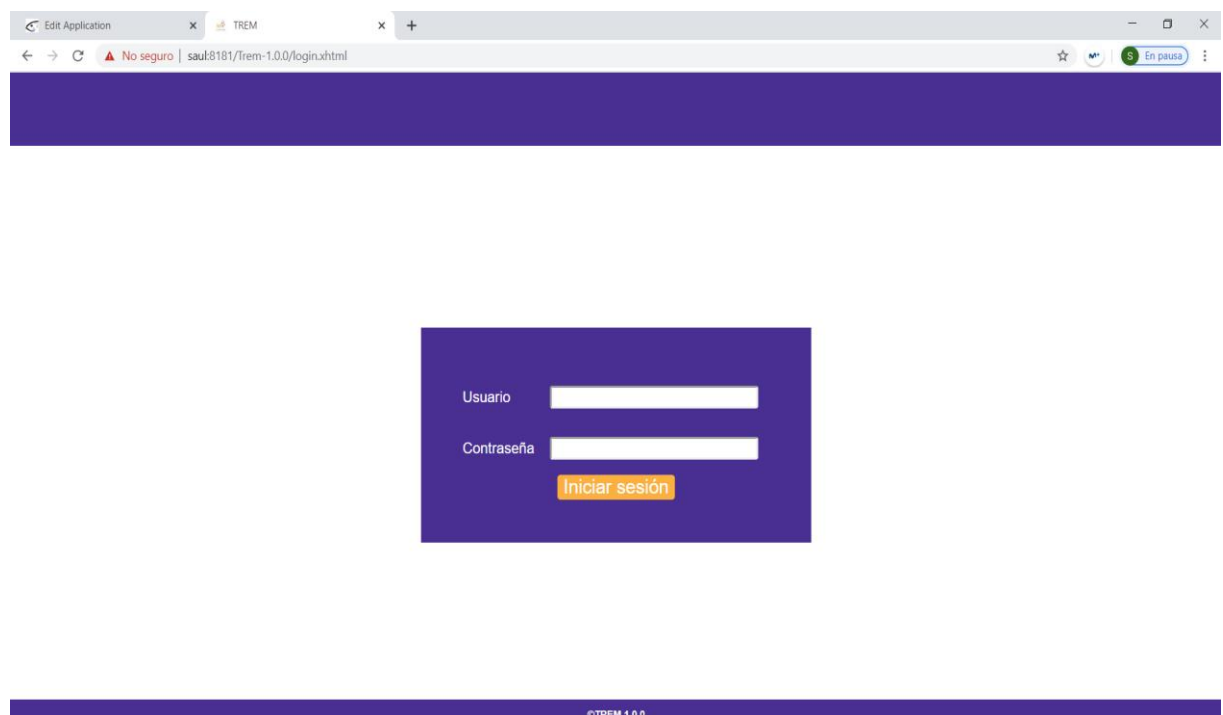 Edit Application
TREM
No seguro | saul:8181/Trem-1.0.0/login.xhtml
S En pausa
Usuario
Contraseña
Iniciar sesión
©TREM 1.0.0